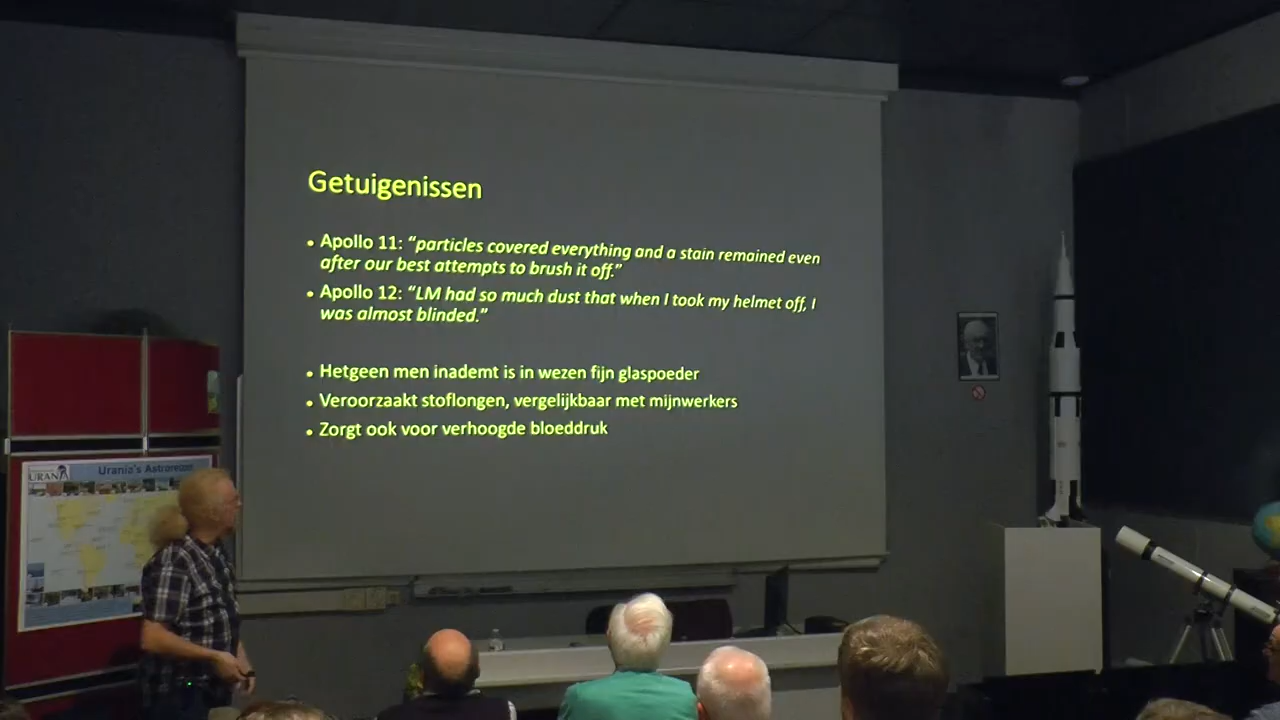 Getuigenissen
• Apollo 11: “particles covered everything and a stain remained even
after our best attempts to brush it off.”
• Apollo 12: “LM had so much dust that when I took my helmet off, I
was almost blinded.”
• Hetgeen men inademt is in wezen fijn glaspoeder
• Veroorzaakt stoflongen, vergelijkbaar met mijnwerkers
• Zorgt ook voor verhoogde bloeddruk
URANIA
Urania's Astroreizen